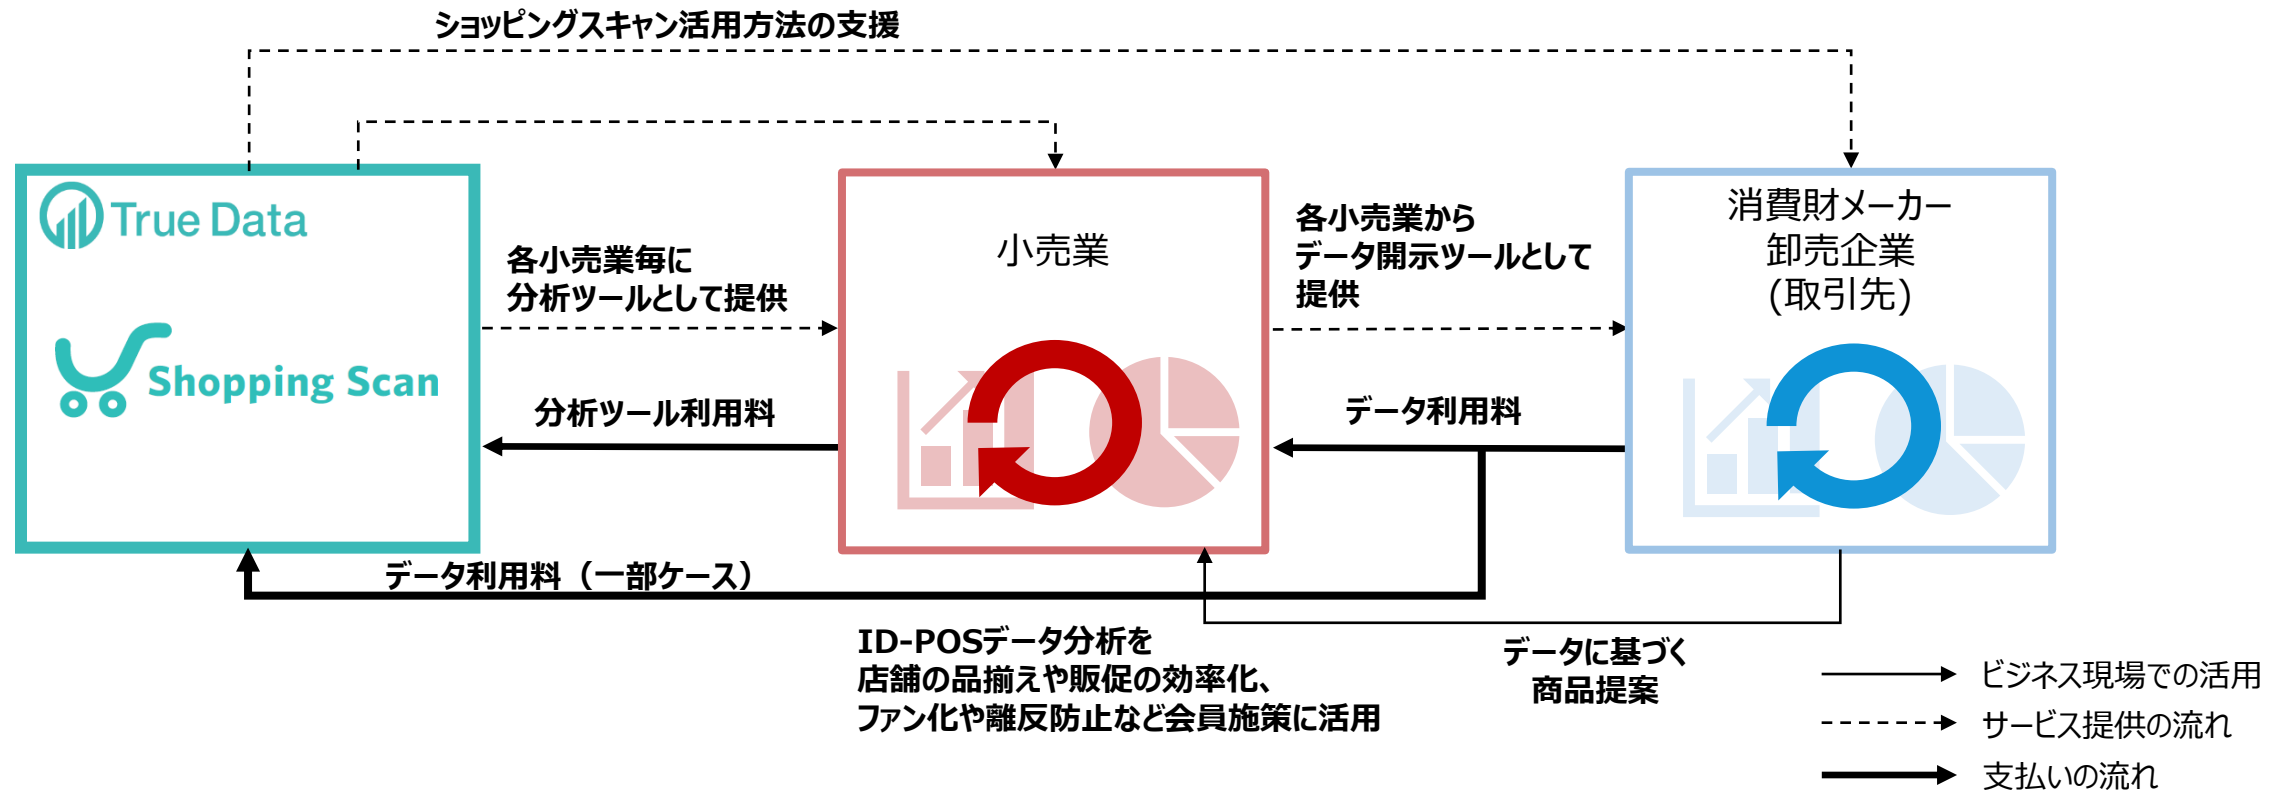 ショッピングスキャン活用方法の支援
True Data
Shopping Scan
各小売業毎に
分析ツールとして提供
分析ツール利用料
小売業
各小売業から
データ開示ツールとして
提供
データ利用料
消費財メーカー
卸売企業
(取引先)
データ利用料（一部ケース）
ID-POSデータ分析を
店舗の品揃えや販促の効率化、
ファン化や離反防止など会員施策に活用
データに基づく
商品提案
ビジネス現場での活用
サービス提供の流れ
支払いの流れ